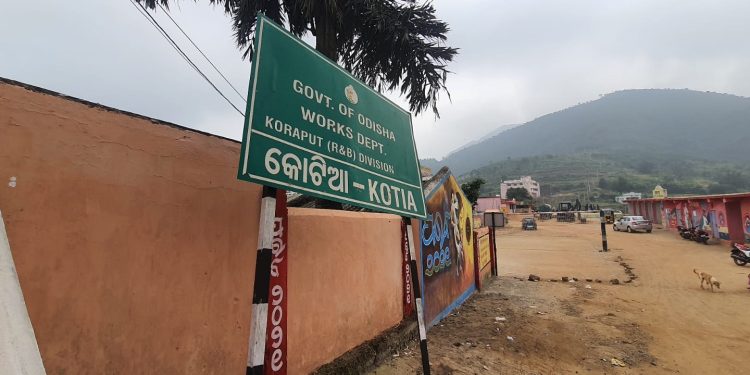 GOVT. OF ODISHA
WORKS DEPT.
KORAPUT (R&B) DIVISION
କୋଟିଆ - KOTIA